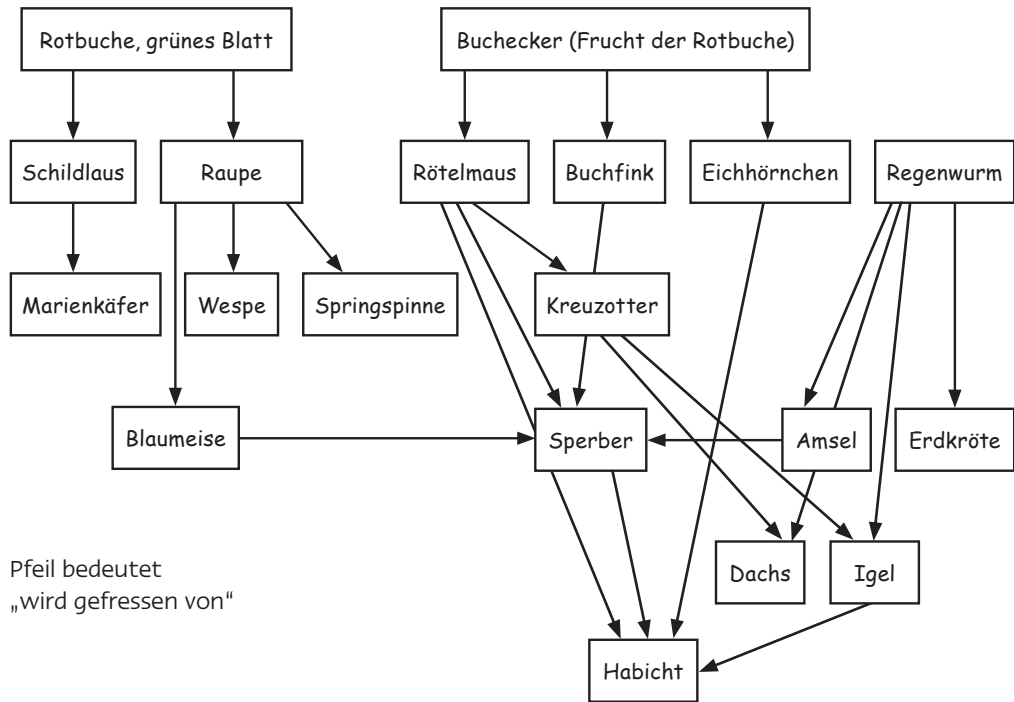 Rotbuche, grünes Blatt
Buchecker (Frucht der Rotbuche)
Schildlaus
Raupe
Rötelmaus
Buchfink
Eichhörnchen
Regenwurm
Marienkäfer
Wespe
Springspinne
Kreuzotter
Blaumeise
Sperber
Amsel
Erdkröte
Dachs
Igel
Pfeil bedeutet
„wird gefressen von“
Habicht